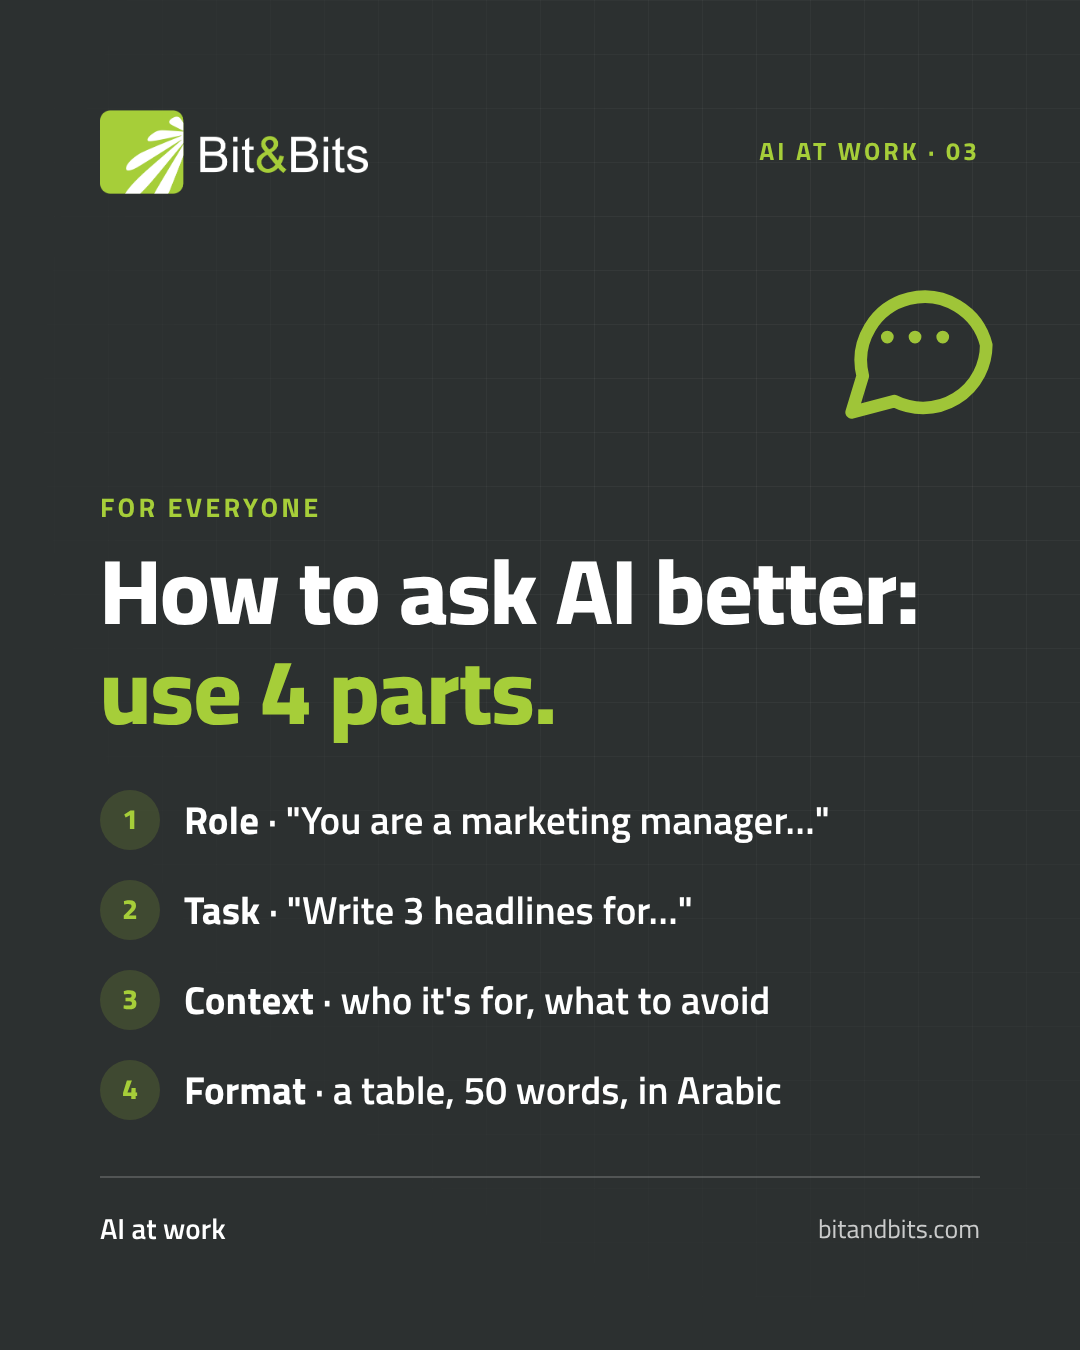 Bit&Bits
AI AT WORK · 03
FOR EVERYONE
How to ask AI better:
use 4 parts.
1 Role · "You are a marketing manager..."
2 Task · "Write 3 headlines for..."
3 Context · who it's for, what to avoid
4 Format · a table, 50 words, in Arabic
AI at work
bitandbits.com